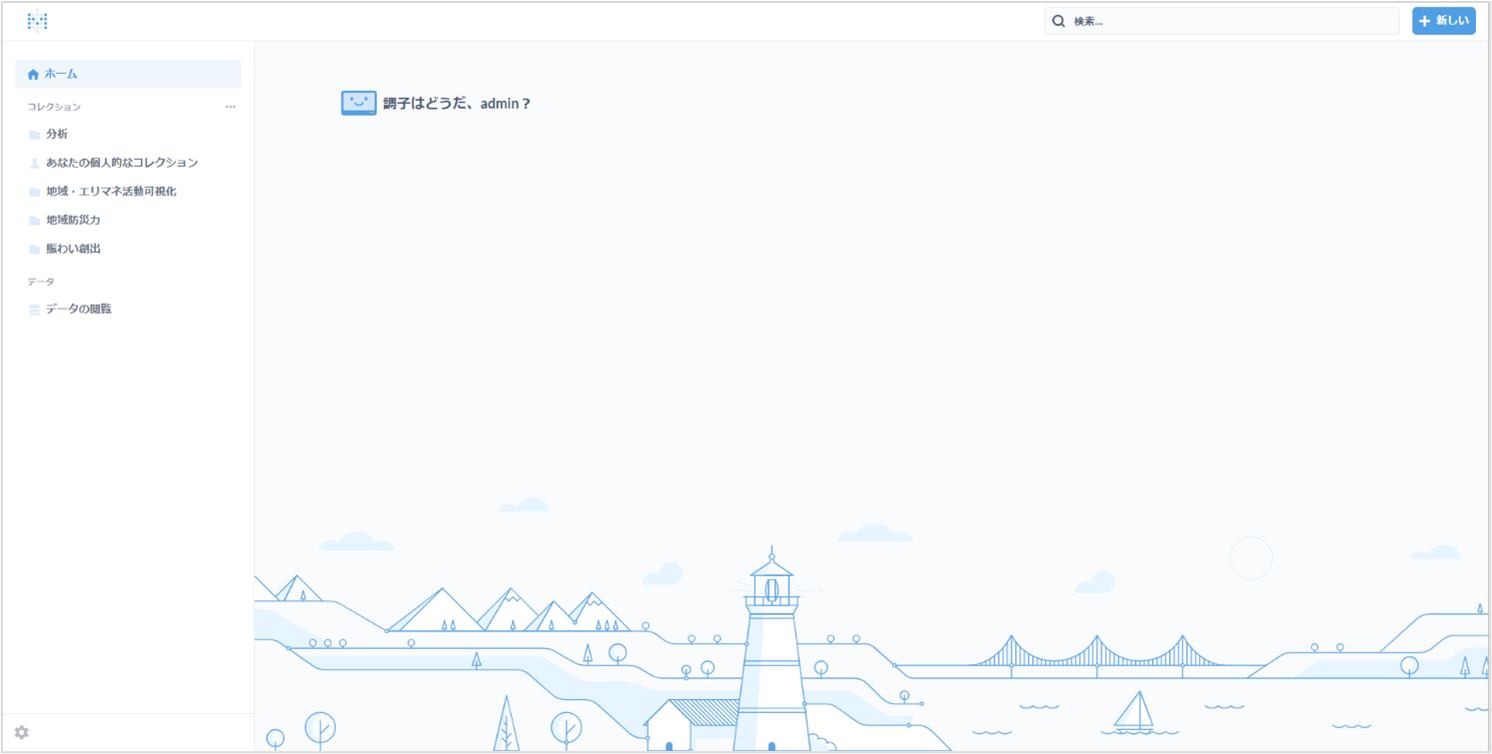 検索...
新しい
ホーム
コレクション
分析
あなたの個人的なコレクション
地域・エリマネ活動可視化
地域防災力
賑わい創出
データ
データの閲覧
調子はどうだ、admin？